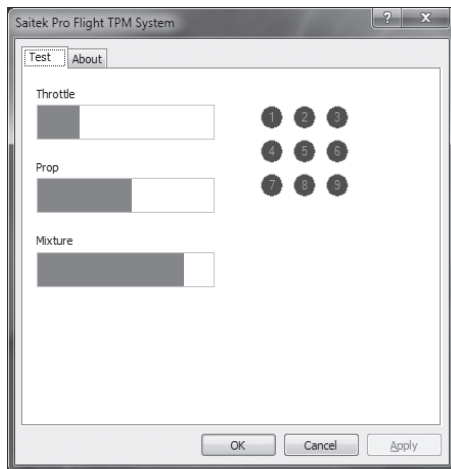 Saitek Pro Flight TPM System
? X
Test About
Throttle
1 2 3
4 5 6
Prop
7 8 9
Mixture
OK Cancel Apply